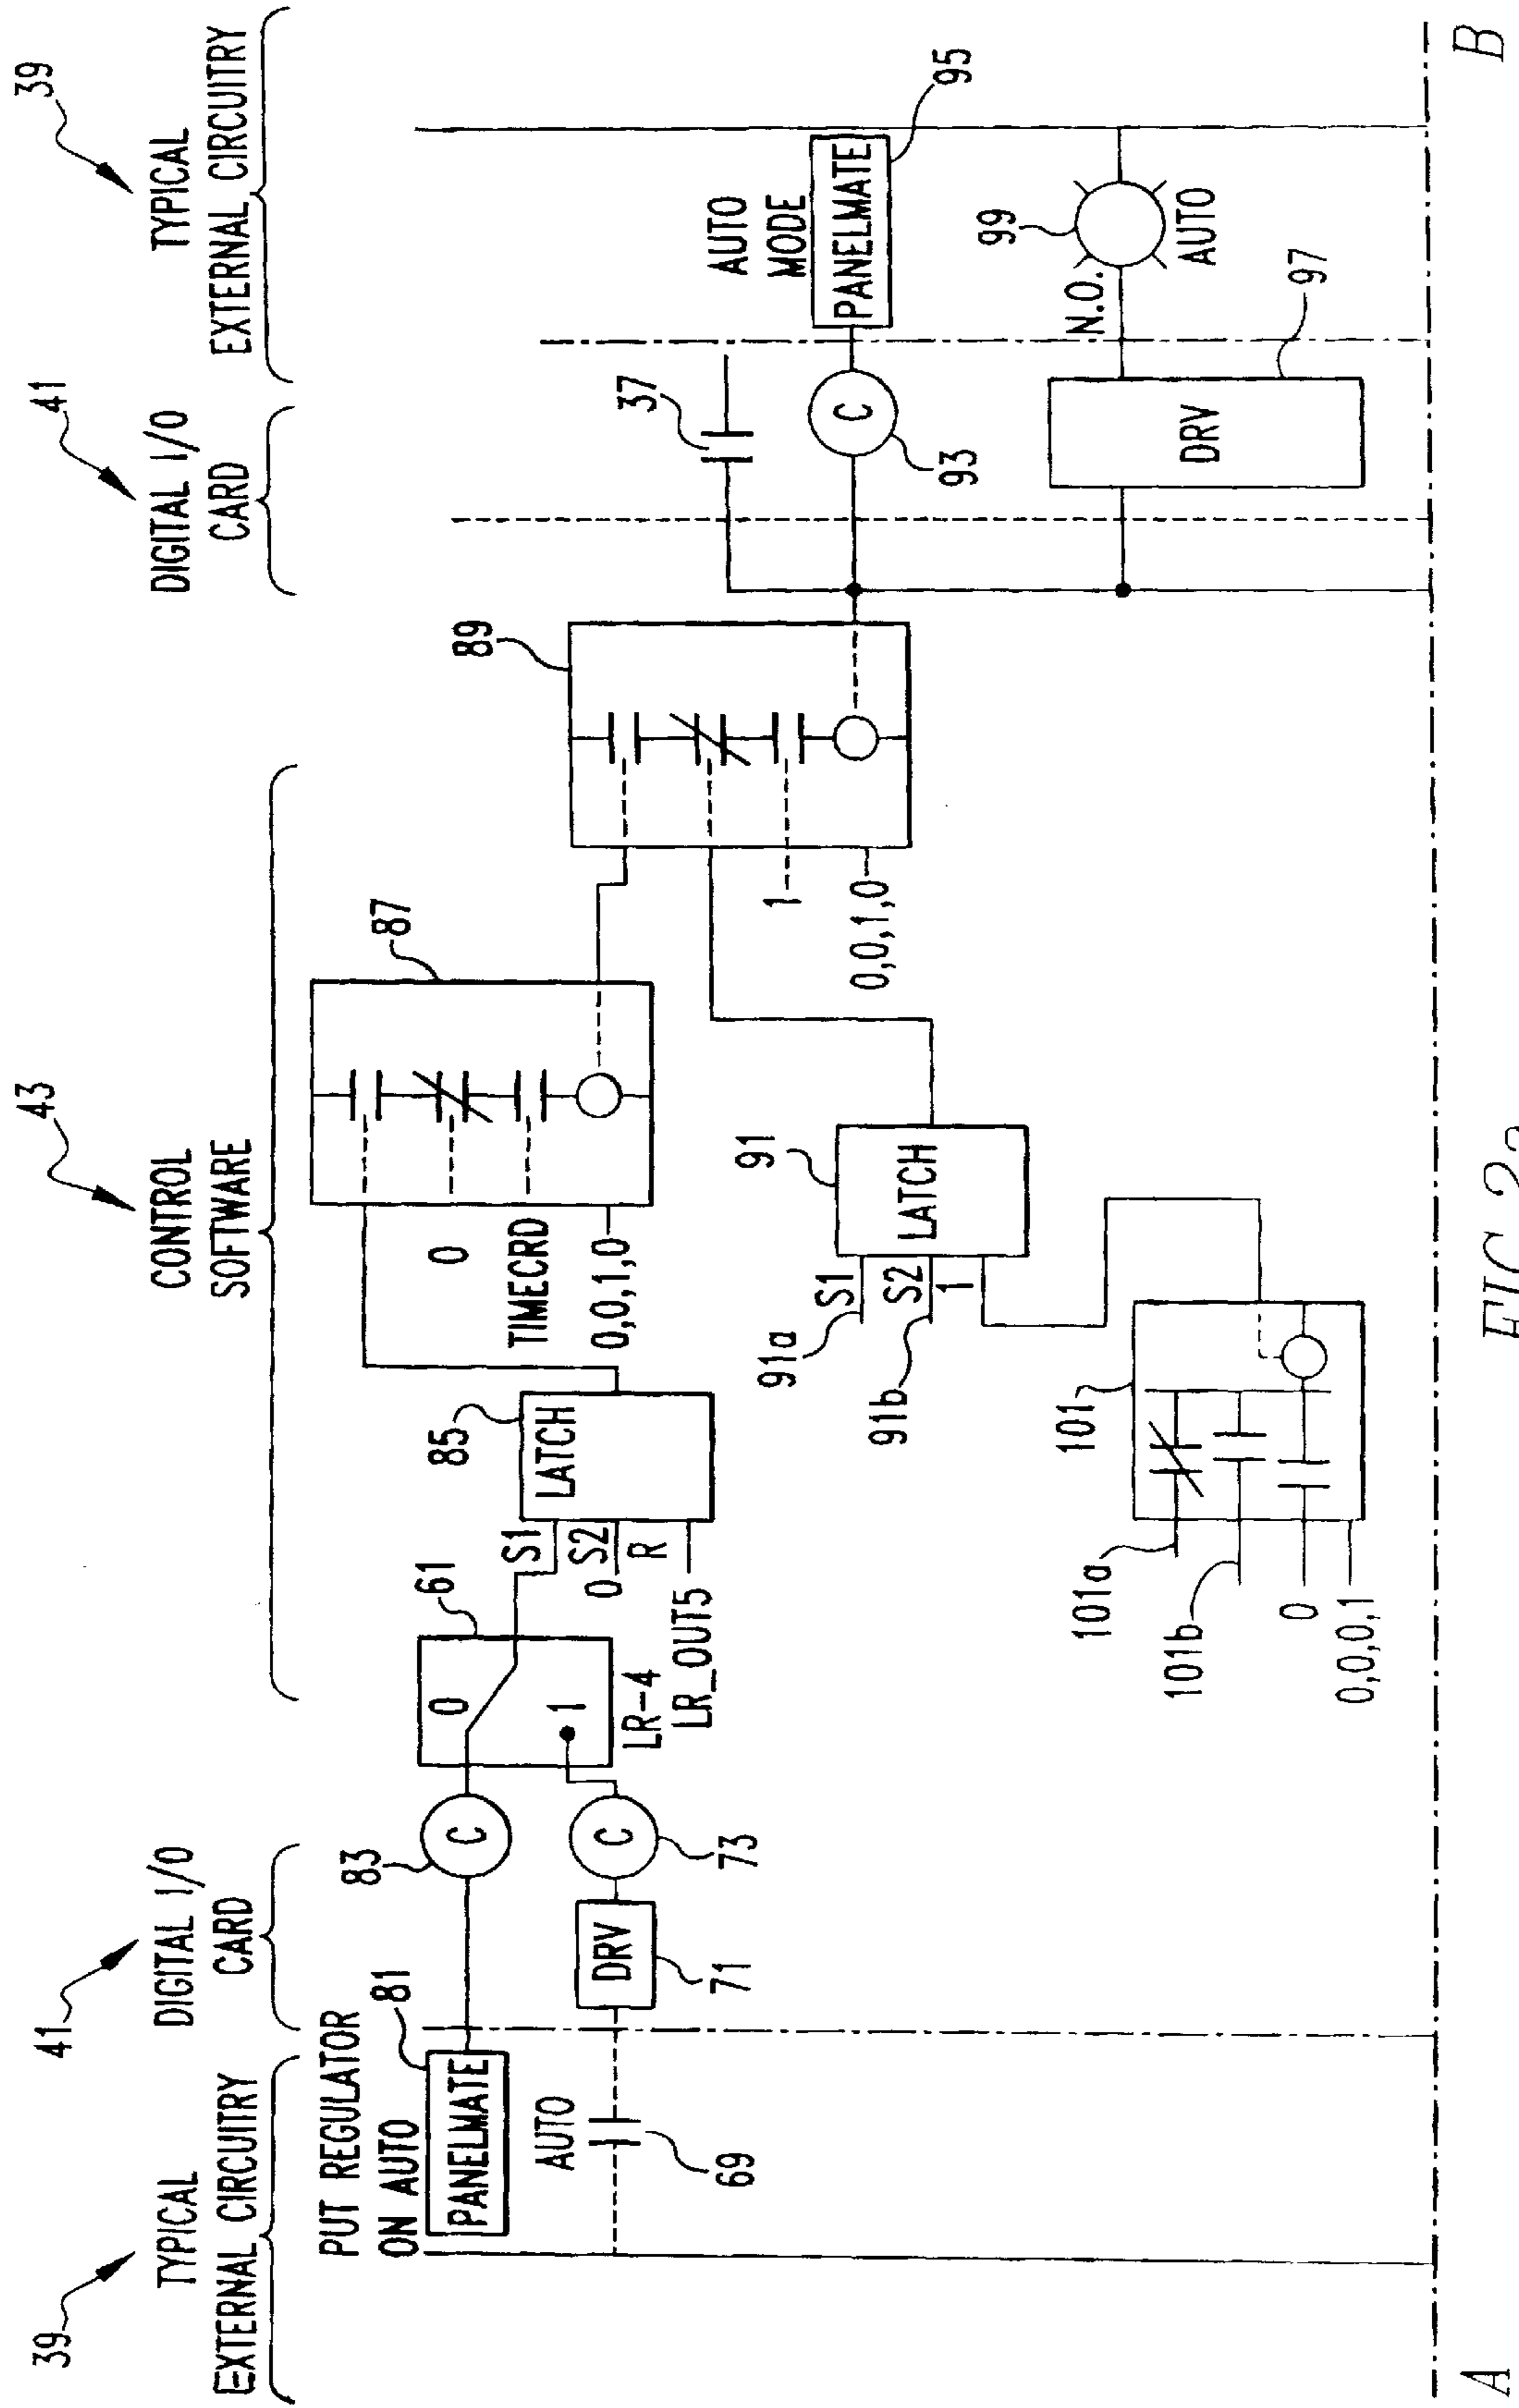 39
TYPICAL
EXTERNAL CIRCUITRY
41
DIGITAL I/O
CARD
43
CONTROL
SOFTWARE
41
DIGITAL I/O
CARD
39
TYPICAL
EXTERNAL CIRCUITRY
PUT REGULATOR
ON AUTO
PANELMATE
81
83
C
61
0
1
LR-4
AUTO
69
DRV
71
C
73
S1
0
S2
R
LR_OUT5
LATCH
85
0
TIMECRD
0,0,1,0
87
89
1
0,0,1,0
91a
S1
91b
S2
1
LATCH
91
101
101a
101b
0
0,0,0,1
37
C
93
AUTO
MODE
PANELMATE
95
DRV
97
N.O.
99
AUTO
A
B